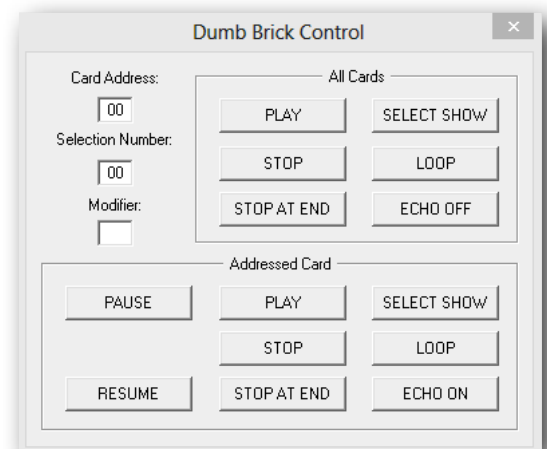 Dumb Brick Control
Card Address:
00
Selection Number:
00
Modifier:
All Cards
PLAY
SELECT SHOW
STOP
LOOP
STOP AT END
ECHO OFF
Addressed Card
PAUSE
PLAY
SELECT SHOW
STOP
LOOP
RESUME
STOP AT END
ECHO ON